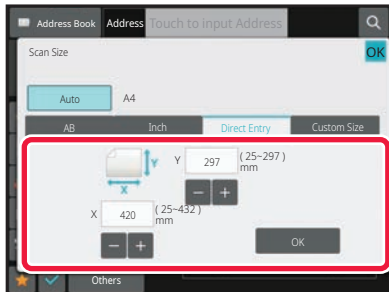 Address Book Address Touch to input Address
Scan Size OK
Auto A4
AB Inch Direct Entry Custom Size
Y 297 (25~297)
mm
Y
X
X 420 (25~432)
mm
OK
Others